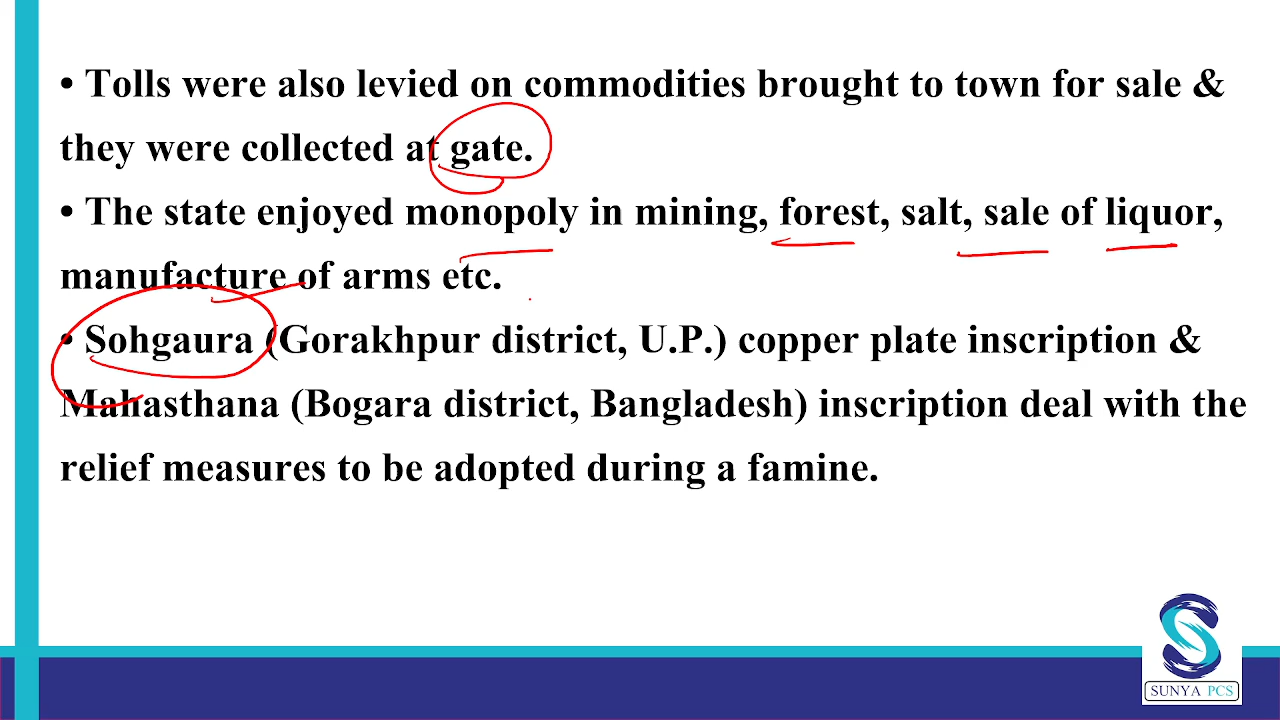 • Tolls were also levied on commodities brought to town for sale &
they were collected at gate.
• The state enjoyed monopoly in mining, forest, salt, sale of liquor,
manufacture of arms etc.
• Sohgaura (Gorakhpur district, U.P.) copper plate inscription &
Mahasthana (Bogara district, Bangladesh) inscription deal with the
relief measures to be adopted during a famine.
SUNYA PCS